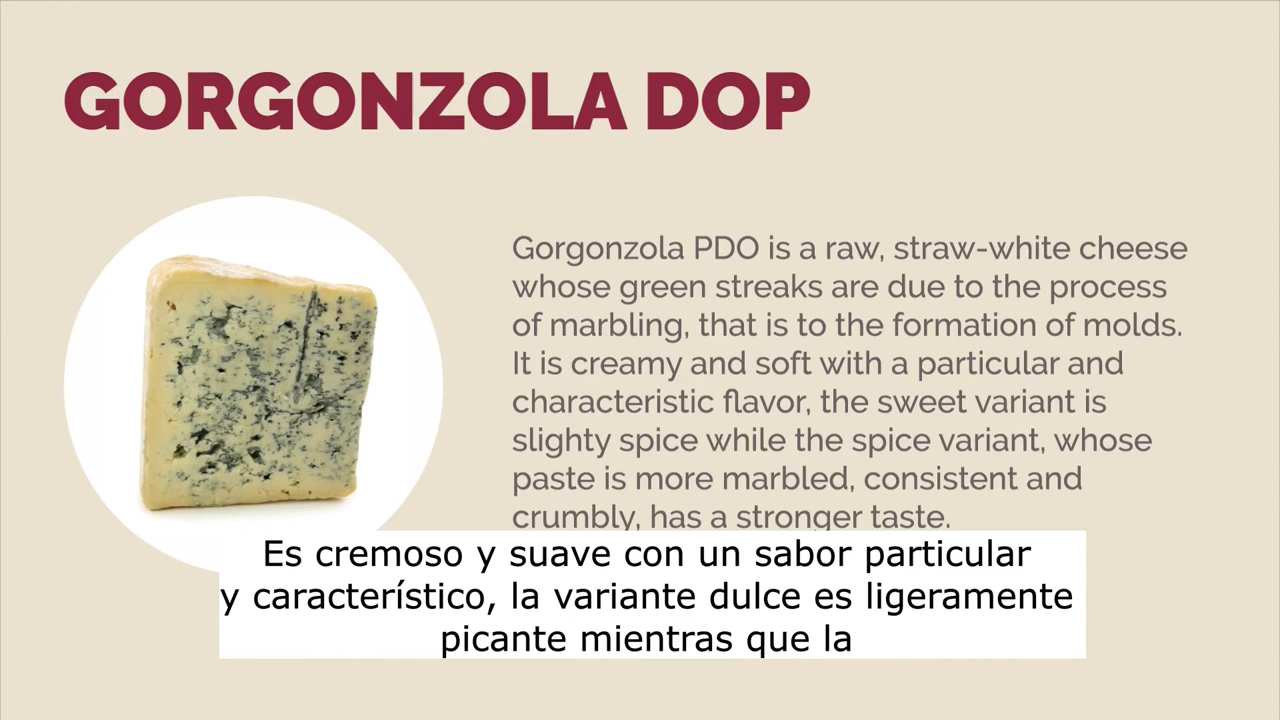 GORGONZOLA DOP
Gorgonzola PDO is a raw, straw-white cheese
whose green streaks are due to the process
of marbling, that is to the formation of molds.
It is creamy and soft with a particular and
characteristic flavor, the sweet variant is
slighty spice while the spice variant, whose
paste is more marbled, consistent and
crumbly, has a stronger taste.
Es cremoso y suave con un sabor particular
y característico, la variante dulce es ligeramente
picante mientras que la